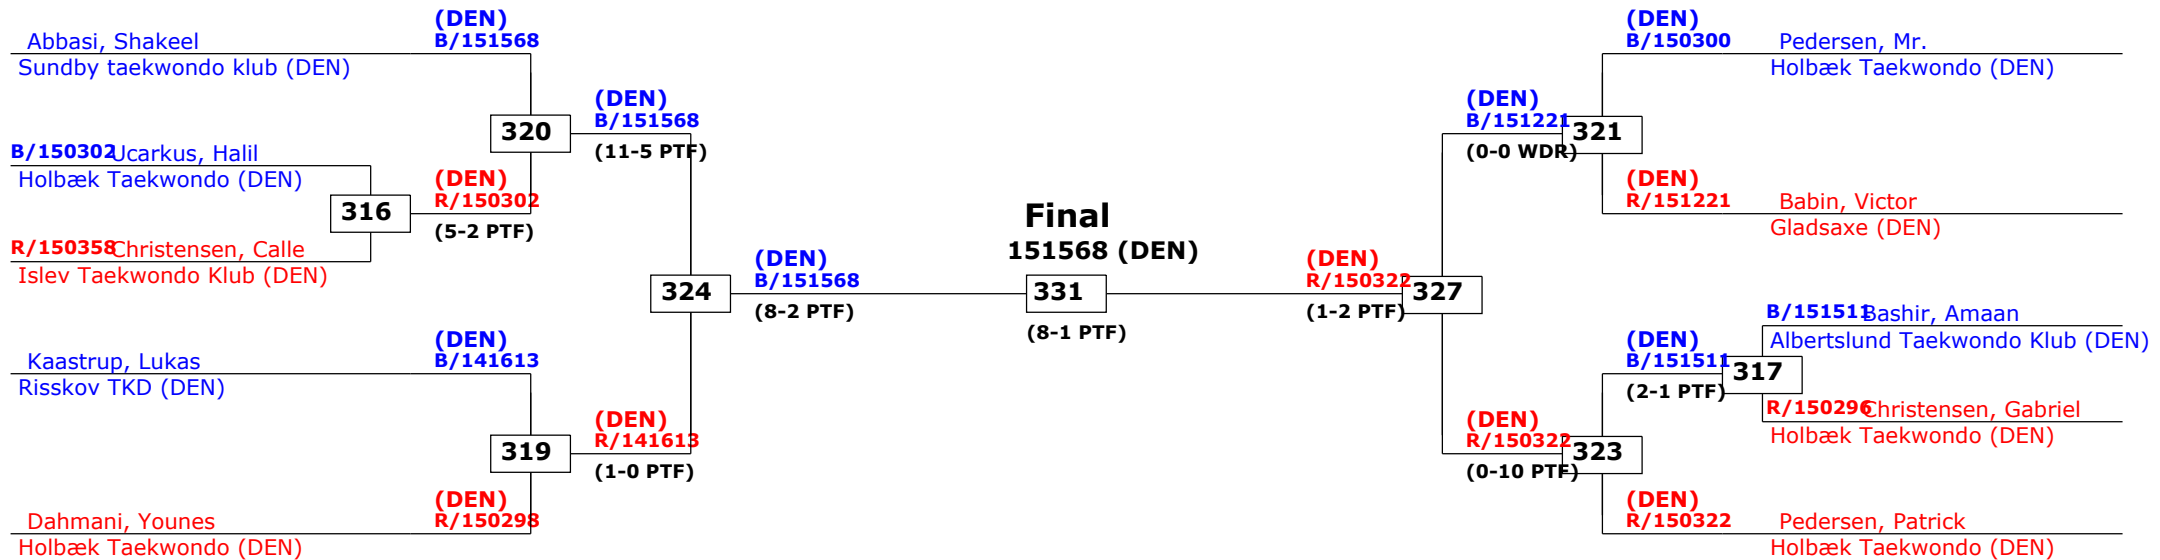 (DEN)
B/151568
Abbasi, Shakeel
Sundby taekwondo klub (DEN)
320
(DEN)
B/151568
(11-5 PTF)
B/150302 Ucarkus, Halil
Holbæk Taekwondo (DEN)
316
(DEN)
R/150302
(5-2 PTF)
R/150358 Christensen, Calle
Islev Taekwondo Klub (DEN)
324
(DEN)
B/151568
(8-2 PTF)
(DEN)
B/141613
Kaastrup, Lukas
Risskov TKD (DEN)
319
(DEN)
R/141613
(1-0 PTF)
(DEN)
R/150298
Dahmani, Younes
Holbæk Taekwondo (DEN)
Final
151568 (DEN)
331
(8-1 PTF)
(DEN)
R/150322
(1-2 PTF)
327
(DEN)
B/150300
Pedersen, Mr.
Holbæk Taekwondo (DEN)
(DEN)
B/151221
(0-0 WDR)
321
(DEN)
R/151221
Babin, Victor
Gladsaxe (DEN)
B/151511 Bashir, Amaan
Albertslund Taekwondo Klub (DEN)
(DEN)
B/151511
(2-1 PTF)
317
R/150296 Christensen, Gabriel
Holbæk Taekwondo (DEN)
(DEN)
R/150322
(0-10 PTF)
323
(DEN)
R/150322
Pedersen, Patrick
Holbæk Taekwondo (DEN)